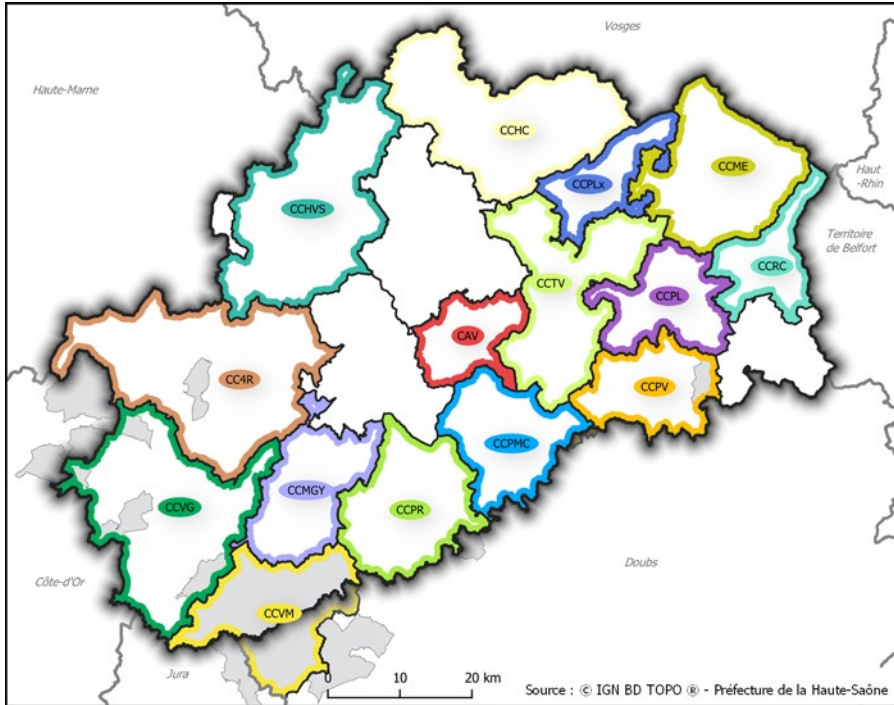 Vosges
Haute-Marne
CCHC
CCME
Haut
-Rhin
CCPLx
CCHVS
Territoire
de Belfort
CCRC
CCTV
CCPL
CAV
CC4R
CCPV
CCPMC
CCMGY
CCVG
CCPR
Doubs
Côte-d'Or
CCVM
Jura
0 10 20 km
Source : © IGN BD TOPO ® - Préfecture de la Haute-Saône